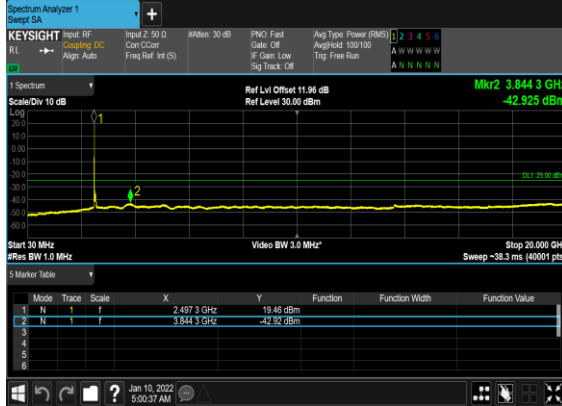 Spectrum Analyzer 1
Swept SA
+
KEYSIGHT Input: RF Input Z: 50 Ω #Atten: 30 dB PNO: Fast Avg Type: Power (RMS) 1 2 3 4 5 6
RL Coupling: DC Corr CCorr Gate: Off Avg|Hold: 100/100 A W W W W W
Align: Auto Freq Ref: Int (S) IF Gain: Low Trig: Free Run
Sig Track: Off A N N N N N
1 Spectrum
Ref Lvl Offset 11.96 dB Mkr2 3.844 3 GHz
Scale/Div 10 dB Ref Level 30.00 dBm -42.925 dBm
Log
20.0
10.0
0.00
-10.0
-20.0
-30.0
-40.0
-50.0
-60.0
1
2
DL1 -25.00 dBm
Start 30 MHz Video BW 3.0 MHz* Stop 20.000 GHz
#Res BW 1.0 MHz Sweep ~38.3 ms (40001 pts)
5 Marker Table
Mode Trace Scale X Y Function Function Width Function Value
1 N 1 f 2.497 3 GHz 19.46 dBm
2 N 1 f 3.844 3 GHz -42.92 dBm
3
4
5
6
? Jan 10, 2022
5:00:37 AM